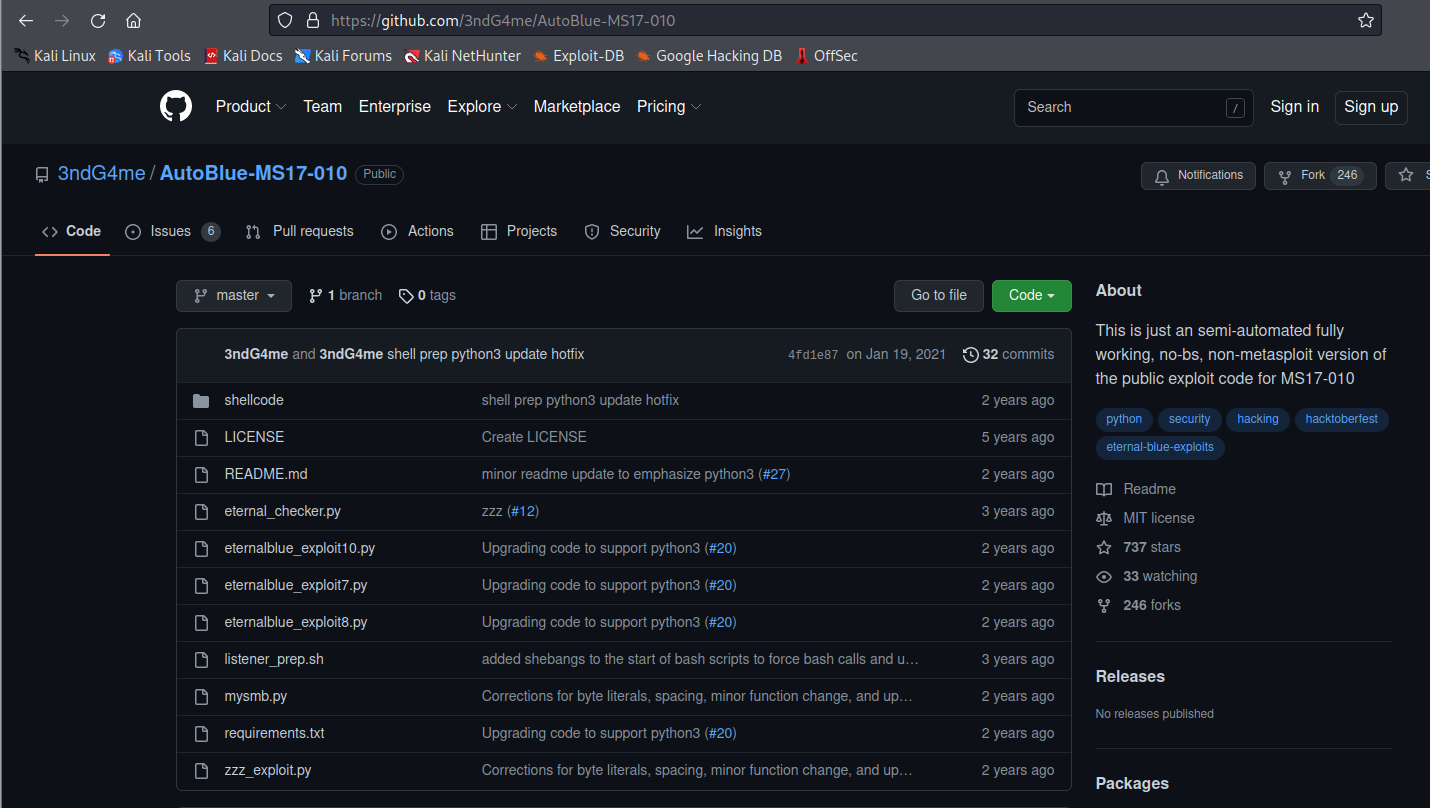 https://github.com/3ndG4me/AutoBlue-MS17-010
Kali Linux Kali Tools Kali Docs Kali Forums Kali NetHunter Exploit-DB Google Hacking DB OffSec
Product Team Enterprise Explore Marketplace Pricing Search / Sign in Sign up
3ndG4me / AutoBlue-MS17-010 Public Notifications Fork 246 S
Code Issues 6 Pull requests Actions Projects Security Insights
master 1 branch 0 tags Go to file Code
3ndG4me and 3ndG4me shell prep python3 update hotfix 4fd1e87 on Jan 19, 2021 32 commits
shellcode shell prep python3 update hotfix 2 years ago
LICENSE Create LICENSE 5 years ago
README.md minor readme update to emphasize python3 (#27) 2 years ago
eternal_checker.py zzz (#12) 3 years ago
eternalblue_exploit10.py Upgrading code to support python3 (#20) 2 years ago
eternalblue_exploit7.py Upgrading code to support python3 (#20) 2 years ago
eternalblue_exploit8.py Upgrading code to support python3 (#20) 2 years ago
listener_prep.sh added shebangs to the start of bash scripts to force bash calls and u… 3 years ago
mysmb.py Corrections for byte literals, spacing, minor function change, and up… 2 years ago
requirements.txt Upgrading code to support python3 (#20) 2 years ago
zzz_exploit.py Corrections for byte literals, spacing, minor function change, and up… 2 years ago
About
This is just an semi-automated fully
working, no-bs, non-metasploit version of
the public exploit code for MS17-010
python security hacking hacktoberfest
eternal-blue-exploits
Readme
MIT license
737 stars
33 watching
246 forks
Releases
No releases published
Packages